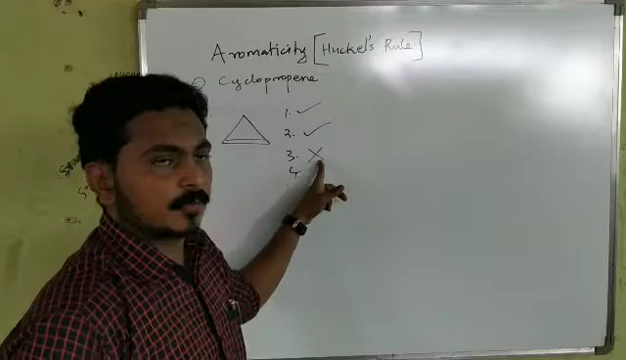 Aromaticity [Huckel's Rule]
Cyclopropene
1. ✓
2. ✓
3. ✗
4.